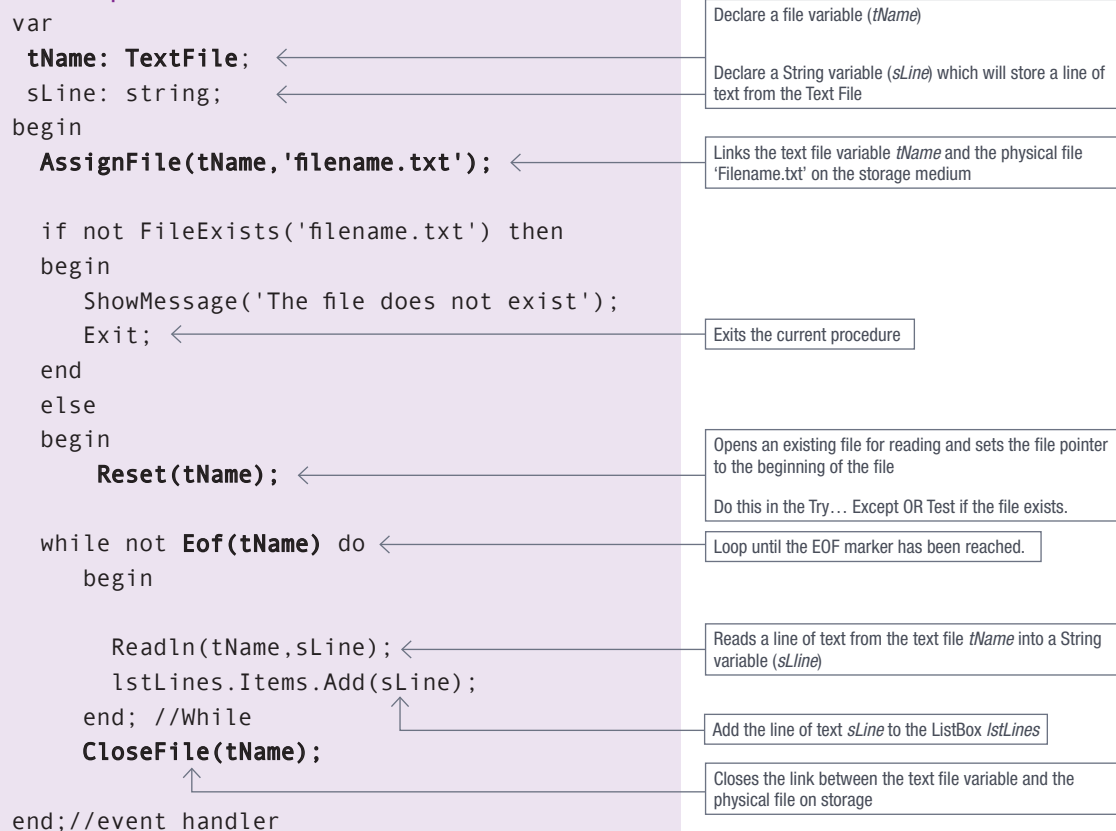 var
tName: TextFile;
sLine: string;
begin
AssignFile(tName,'filename.txt');
if not FileExists('filename.txt') then
begin
ShowMessage('The file does not exist');
Exit;
end
else
begin
Reset(tName);
while not Eof(tName) do
begin
Readln(tName,sLine);
lstLines.Items.Add(sLine);
end; //While
CloseFile(tName);
end;//event handler
Declare a file variable (tName)
Declare a String variable (sLine) which will store a line of
text from the Text File
Links the text file variable tName and the physical file
‘Filename.txt’ on the storage medium
Exits the current procedure
Opens an existing file for reading and sets the file pointer
to the beginning of the file
Do this in the Try… Except OR Test if the file exists.
Loop until the EOF marker has been reached.
Reads a line of text from the text file tName into a String
variable (sLline)
Add the line of text sLine to the ListBox lstLines
Closes the link between the text file variable and the
physical file on storage